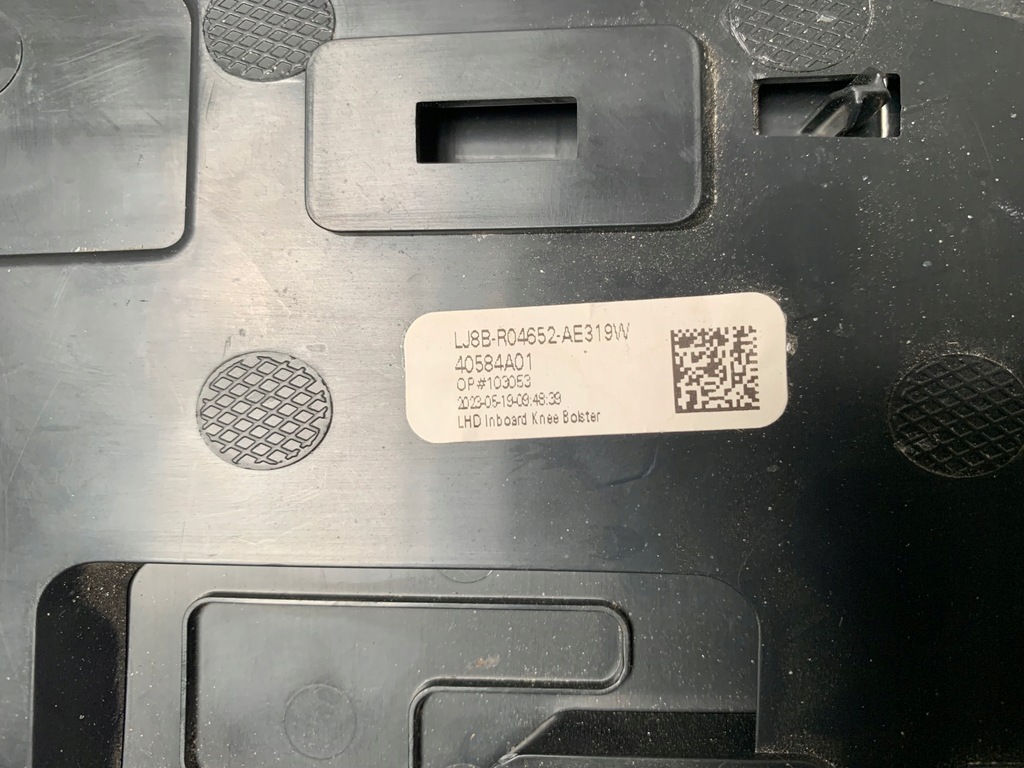 LJ8B-R04652-AE319W
40584A01
OP#103053
2023-05-19-09:48:39
LHD Inboard Knee Bolster